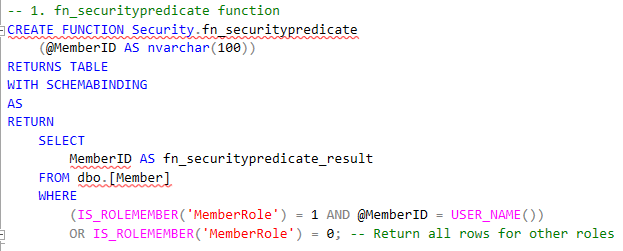 -- 1. fn_securitypredicate function
CREATE FUNCTION Security.fn_securitypredicate
(@MemberID AS nvarchar(100))
RETURNS TABLE
WITH SCHEMABINDING
AS
RETURN
SELECT
MemberID AS fn_securitypredicate_result
FROM dbo.[Member]
WHERE
(IS_ROLEMEMBER('MemberRole') = 1 AND @MemberID = USER_NAME())
OR IS_ROLEMEMBER('MemberRole') = 0; -- Return all rows for other roles